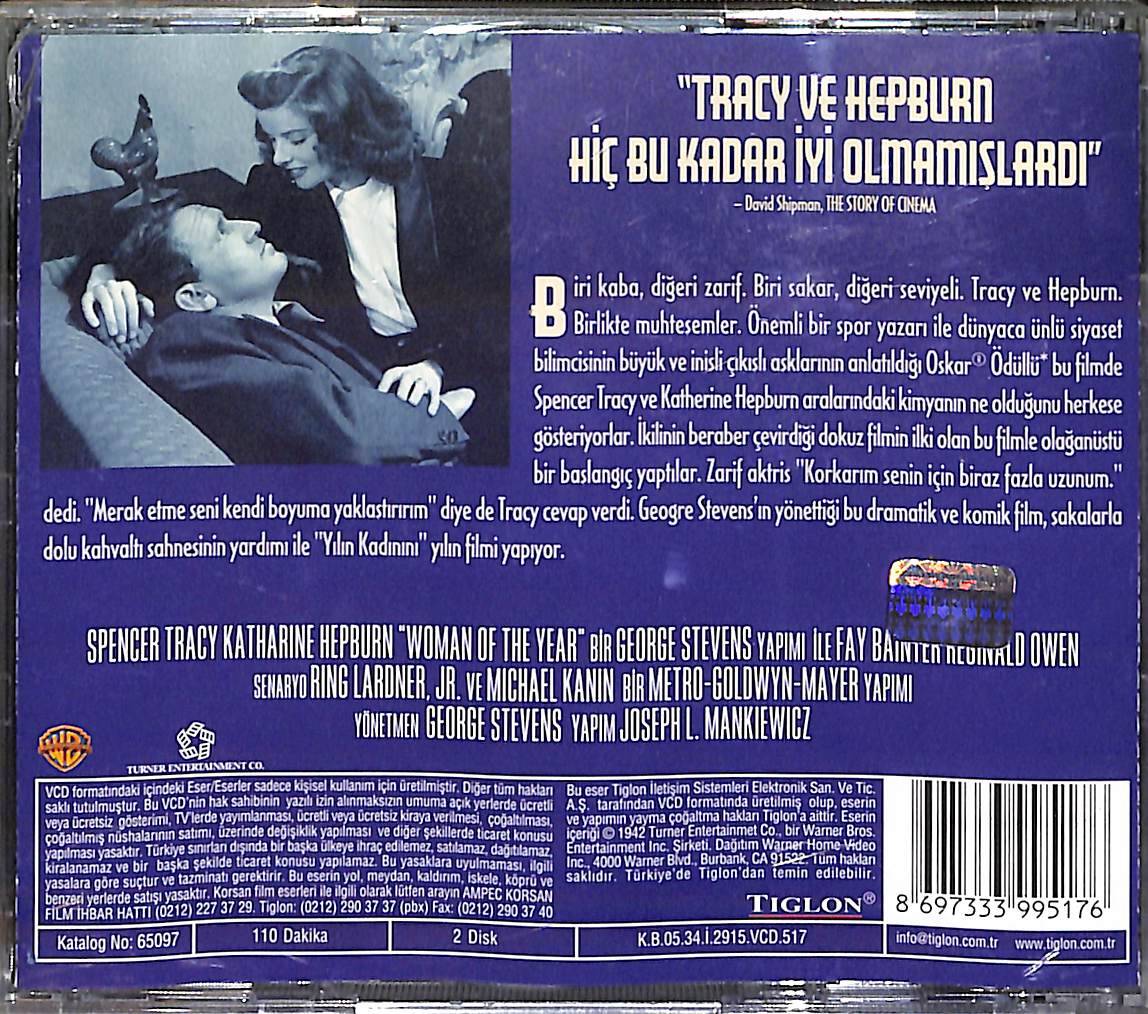 "TRACY VE HEPBURN
HİÇ BU KADAR İYİ OLMAMIŞLARDI"
– David Shipman, THE STORY OF CINEMA
Biri kaba, diğeri zarif. Biri sakar, diğeri seviyeli. Tracy ve Hepburn.
Birlikte muhtesemler. Önemli bir spor yazarı ile dünyaca ünlü siyaset
bilimcisinin büyük ve inisli-çıkıslı asklarının anlatıldığı Oskar® Ödüllü* bu filmde
Spencer Tracy ve Katherine Hepburn aralarındaki kimyanın ne olduğunu herkese
gösteriyorlar. İkilinin beraber çevirdiği dokuz filmin ilki olan bu filmle olağanüstü
bir baslangıç yaptılar. Zarif aktris "Korkarım senin için biraz fazla uzunum."
dedi. "Merak etme seni kendi boyuma yaklastırırım" diye de Tracy cevap verdi. Geogre Stevens'ın yönettiği bu dramatik ve komik film, sakalarla
dolu kahvaltı sahnesinin yardımı ile "Yılın Kadınını" yılın filmi yapıyor.
SPENCER TRACY KATHARINE HEPBURN "WOMAN OF THE YEAR" BİR GEORGE STEVENS YAPIMI İLE FAY BAINTER REGINALD OWEN
SENARYO RING LARDNER, JR. VE MICHAEL KANIN BİR METRO-GOLDWYN-MAYER YAPIMI
YÖNETMEN GEORGE STEVENS YAPIM JOSEPH L. MANKIEWICZ
WB
TURNER ENTERTAINMENT CO.
VCD formatındaki içindeki Eser/Eserler sadece kişisel kullanım için üretilmiştir. Diğer tüm hakları
saklı tutulmuştur. Bu VCD'nin hak sahibinin yazılı izin alınmaksızın umuma açık yerlerde ücretli
veya ücretsiz gösterimi, TV'lerde yayımlanması, ücretli veya ücretsiz kiraya verilmesi, çoğaltılması,
çoğaltılmış nüshalarının satımı, üzerinde değişiklik yapılması ve diğer şekillerde ticaret konusu
yapılması yasaktır. Türkiye sınırları dışında bir başka ülkeye ihraç edilemez, satılamaz, dağıtılamaz,
kiralanamaz ve bir başka şekilde ticaret konusu yapılamaz. Bu yasaklara uyulmaması, ilgili
yasalara göre suçtur ve tazminatı gerektirir. Bu eserin yol, meydan, kaldırım, iskele, köprü ve
benzeri yerlerde satışı yasaktır. Korsan film eserleri ile ilgili olarak lütfen arayın AMPEC KORSAN
FİLM İHBAR HATTI (0212) 227 37 29. Tiglon: (0212) 290 37 37 (pbx) Fax: (0212) 290 37 40
Bu eser Tiglon İletişim Sistemleri Elektronik San. Ve Tic.
A.Ş. tarafından VCD formatında üretilmiş olup, eserin
ve yapımın yayma çoğaltma hakları Tiglon'a aittir. Eserin
içeriği © 1942 Turner Entertainmet Co., bir Warner Bros.
Entertainment Inc. Şirketi. Dağıtım Warner Home Video
Inc., 4000 Warner Blvd., Burbank, CA 91522. Tüm hakları
saklıdır. Türkiye'de Tiglon'dan temin edilebilir.
TIGLON®
8 697333 995176
Katalog No: 65097
110 Dakika
2 Disk
K.B.05.34.İ.2915.VCD.517
info@tiglon.com.tr www.tiglon.com.tr